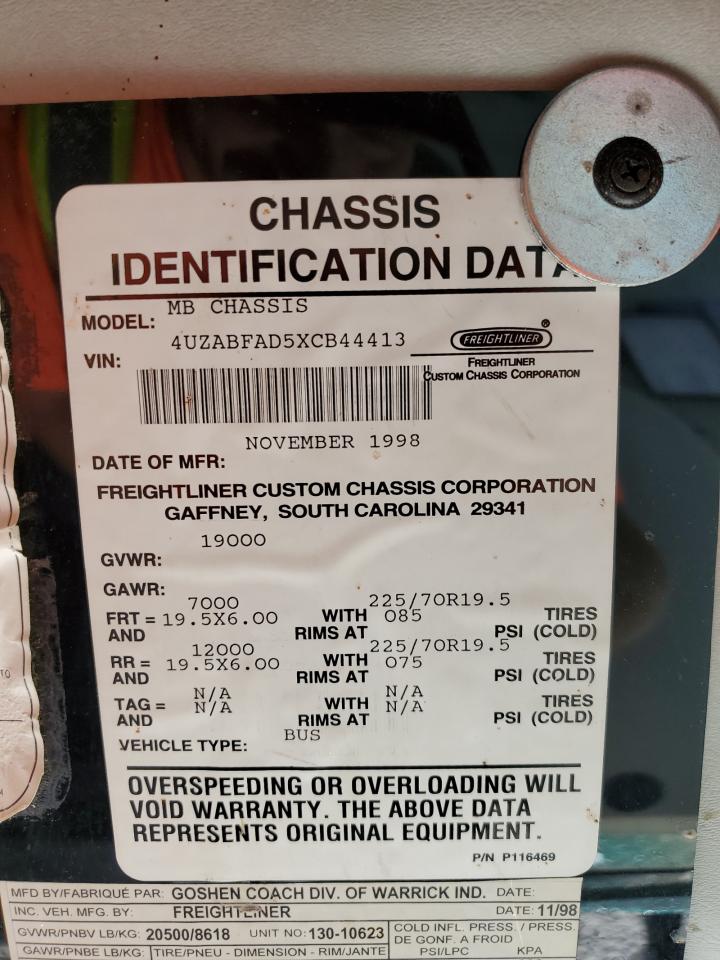 CHASSIS
IDENTIFICATION DATA
MODEL: MB CHASSIS
VIN: 4UZABFAD5XCB44413
FREIGHTLINER®
FREIGHTLINER
CUSTOM CHASSIS CORPORATION
NOVEMBER 1998
DATE OF MFR:
FREIGHTLINER CUSTOM CHASSIS CORPORATION
GAFFNEY, SOUTH CAROLINA 29341
19000
GVWR:
GAWR:
7000 225/70R19.5
FRT = 19.5X6.00 WITH 085 TIRES
AND RIMS AT PSI (COLD)
12000 225/70R19.5
RR = 19.5X6.00 WITH 075 TIRES
AND RIMS AT PSI (COLD)
N/A N/A
TAG = N/A WITH N/A TIRES
AND RIMS AT PSI (COLD)
VEHICLE TYPE: BUS
OVERSPEEDING OR OVERLOADING WILL
VOID WARRANTY. THE ABOVE DATA
REPRESENTS ORIGINAL EQUIPMENT.
P/N P116469
MFD BY/FABRIQUÉ PAR: GOSHEN COACH DIV. OF WARRICK IND. DATE:
INC. VEH. MFG. BY: FREIGHTLINER DATE: 11/98
GVWR/PNBV LB/KG: 20500/8618 UNIT NO: 130-10623 COLD INFL. PRESS. / PRESS.
DE GONF. A FROID
GAWR/PNBE LB/KG: TIRE/PNEU - DIMENSION - RIM/JANTE PSI/LPC KPA